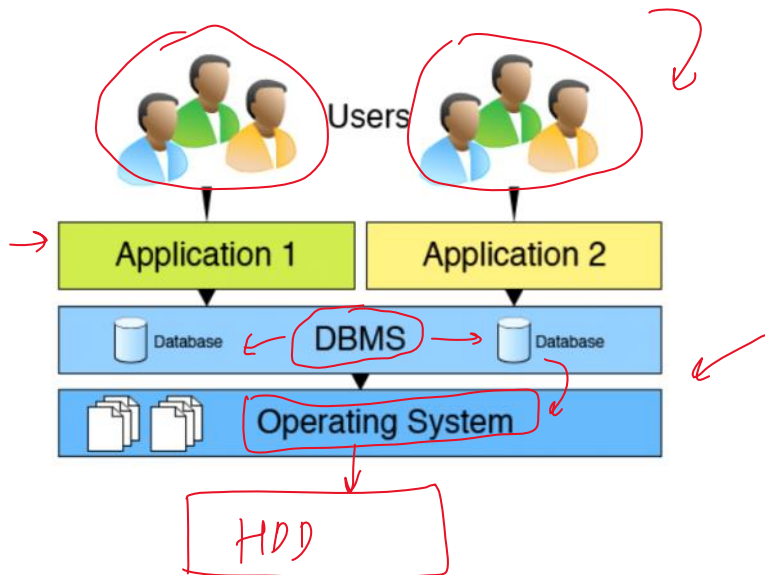 Users
Application 1
Application 2
Database
DBMS
Database
Operating System
HDD